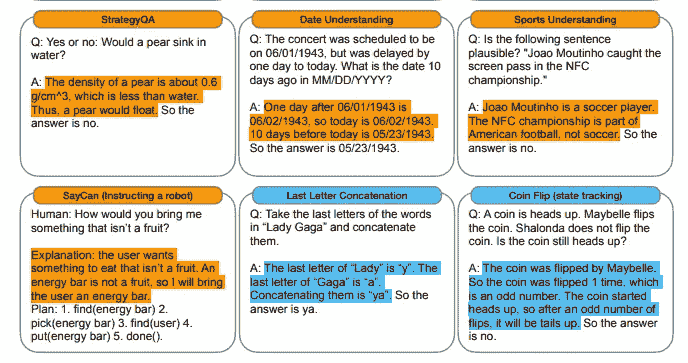 StrategyQA
Q: Yes or no: Would a pear sink in
water?
A: The density of a pear is about 0.6
g/cm^3, which is less than water.
Thus, a pear would float. So the
answer is no.
Date Understanding
Q: The concert was scheduled to be
on 06/01/1943, but was delayed by
one day to today. What is the date 10
days ago in MM/DD/YYYY?
A: One day after 06/01/1943 is
06/02/1943, so today is 06/02/1943.
10 days before today is 05/23/1943.
So the answer is 05/23/1943.
Sports Understanding
Q: Is the following sentence
plausible? "Joao Moutinho caught the
screen pass in the NFC
championship."
A: Joao Moutinho is a soccer player.
The NFC championship is part of
American football, not soccer. So the
answer is no.
SayCan (Instructing a robot)
Human: How would you bring me
something that isn't a fruit?
Explanation: the user wants
something to eat that isn't a fruit. An
energy bar is not a fruit, so I will bring
the user an energy bar.
Plan: 1. find(energy bar) 2.
pick(energy bar) 3. find(user) 4.
put(energy bar) 5. done().
Last Letter Concatenation
Q: Take the last letters of the words
in "Lady Gaga" and concatenate
them.
A: The last letter of "Lady" is "y". The
last letter of "Gaga" is "a".
Concatenating them is "ya". So the
answer is ya.
Coin Flip (state tracking)
Q: A coin is heads up. Maybelle flips
the coin. Shalonda does not flip the
coin. Is the coin still heads up?
A: The coin was flipped by Maybelle.
So the coin was flipped 1 time, which
is an odd number. The coin started
heads up, so after an odd number of
flips, it will be tails up. So the answer
is no.